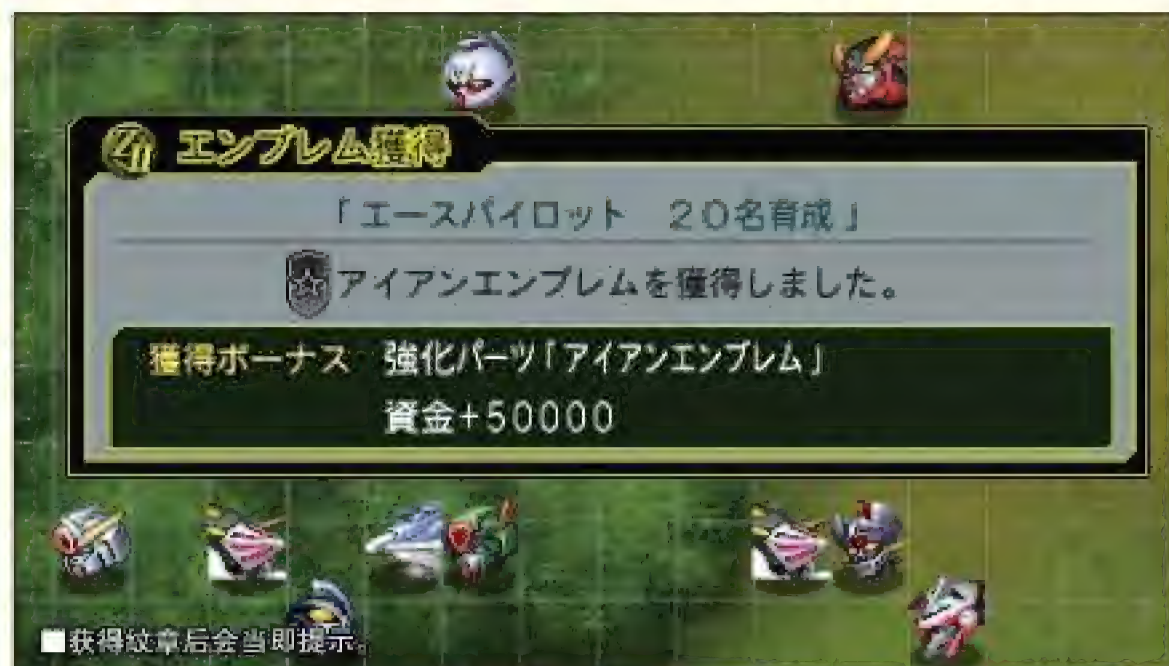 ZII エンブレム獲得
「エースパイロット　20名育成」
アイアンエンブレムを獲得しました。
獲得ボーナス　強化パーツ「アイアンエンブレム」
資金+50000
■获得纹章后会当即提示。